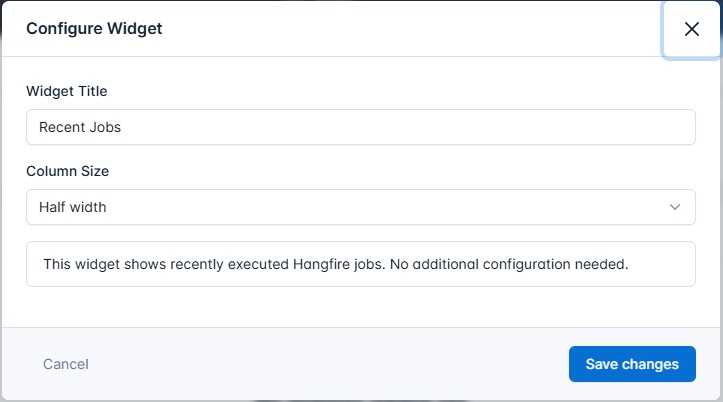 Configure Widget
Widget Title
Recent Jobs
Column Size
Half width
This widget shows recently executed Hangfire jobs. No additional configuration needed.
Cancel
Save changes